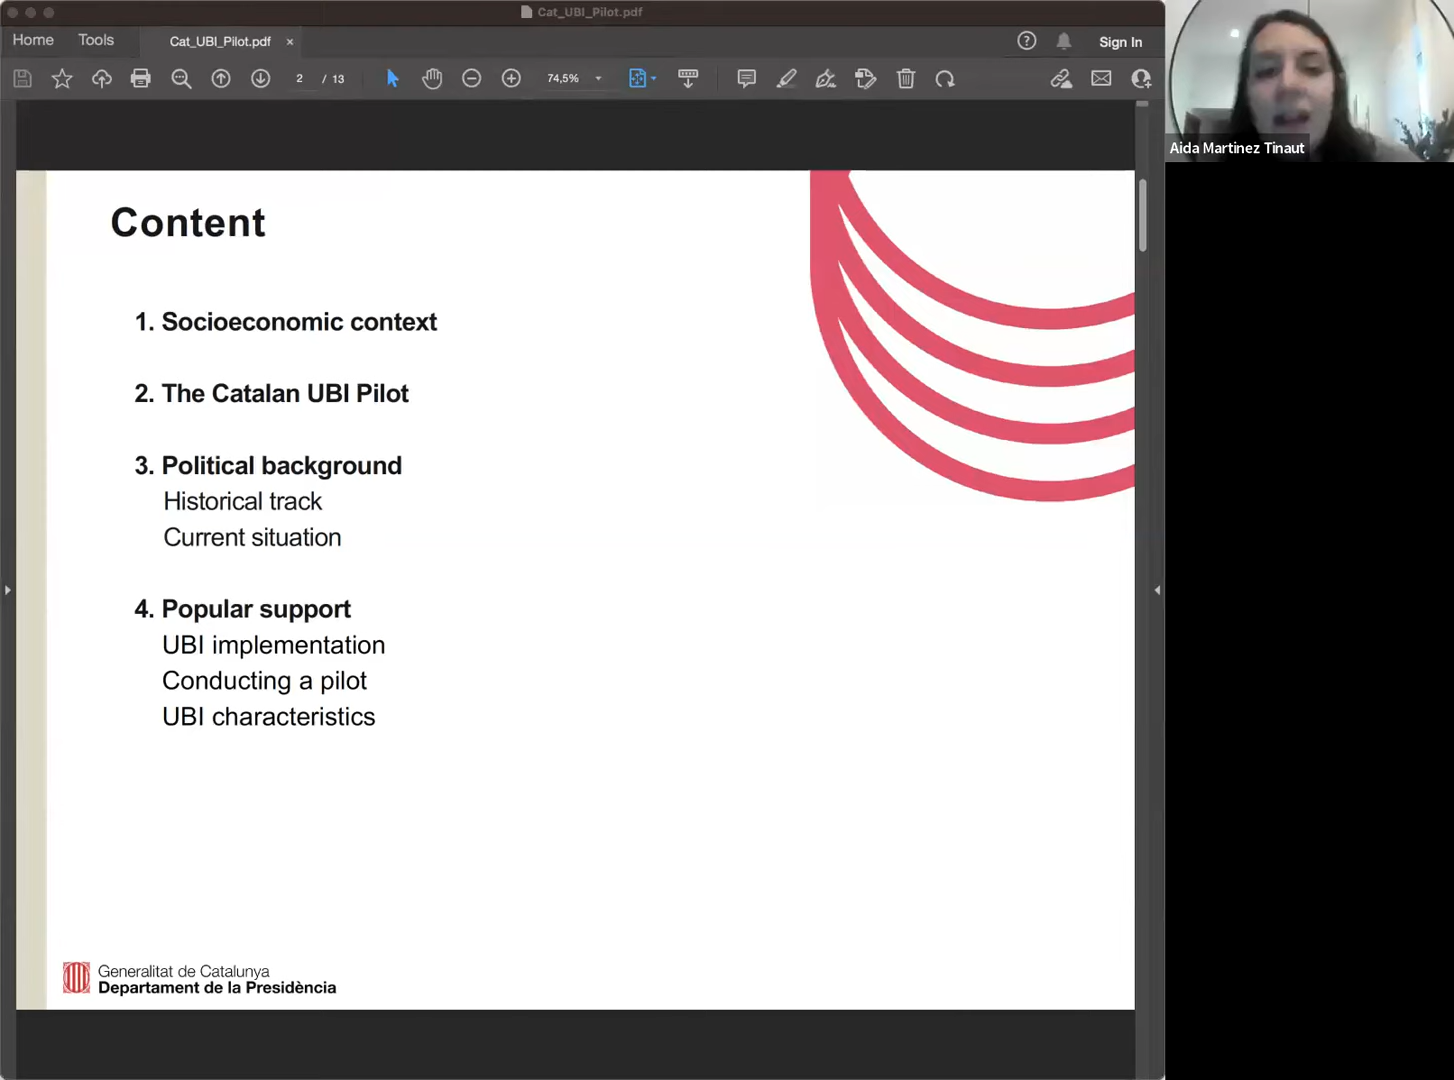 Cat_UBI_Pilot.pdf
Home Tools Cat_UBI_Pilot.pdf × Sign In
2 / 13 74,5%
Aida Martinez Tinaut
Content
1. Socioeconomic context
2. The Catalan UBI Pilot
3. Political background
Historical track
Current situation
4. Popular support
UBI implementation
Conducting a pilot
UBI characteristics
Generalitat de Catalunya
Departament de la Presidència